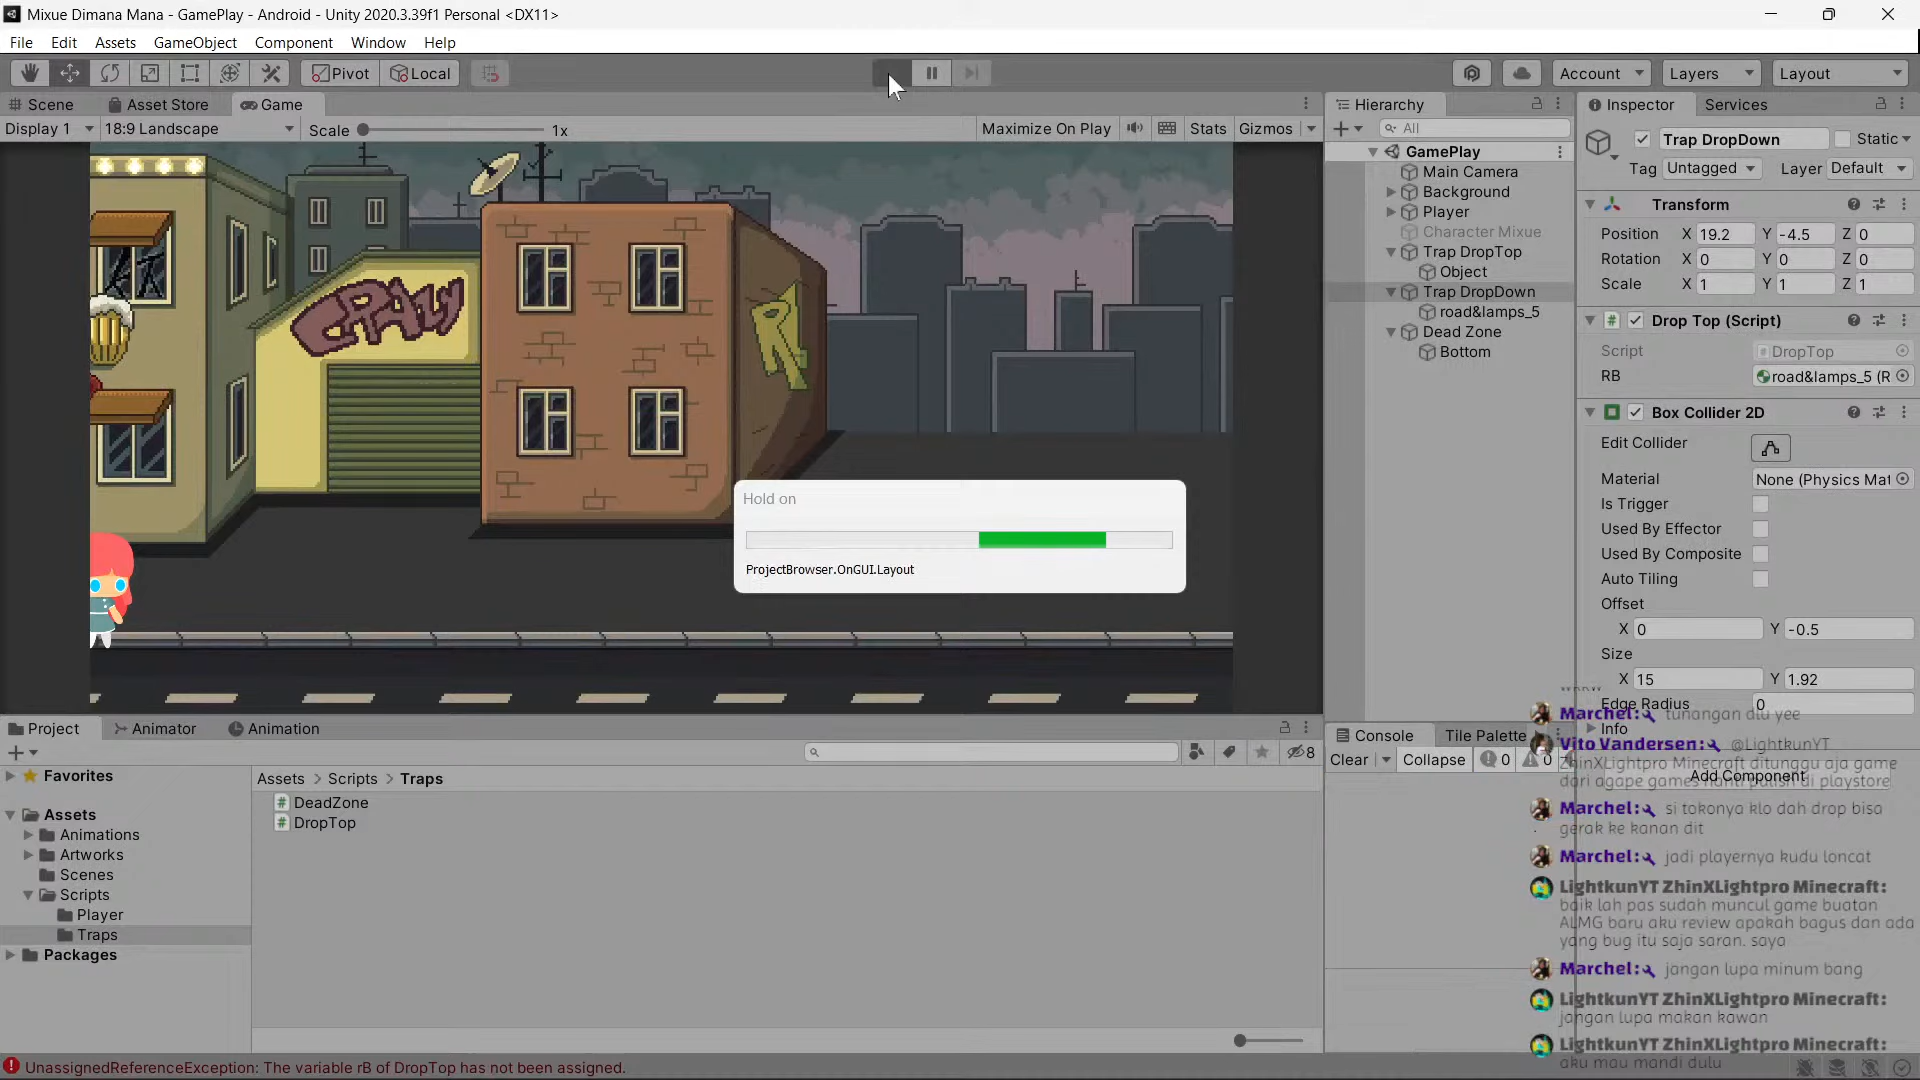 Mixue Dimana Mana - GamePlay - Android - Unity 2020.3.39f1 Personal <DX11>
File Edit Assets GameObject Component Window Help
Pivot Local Account Layers Layout
Scene Asset Store Game
Display 1 18:9 Landscape Scale 1x Maximize On Play Stats Gizmos
CRAZY
Hold on
ProjectBrowser.OnGUI.Layout
Hierarchy
All
GamePlay
Main Camera
Background
Player
Character Mixue
Trap DropTop
Object
Trap DropDown
road&lamps_5
Dead Zone
Bottom
Inspector Services
Trap DropDown Static
Tag Untagged Layer Default
Transform
Position X 19.2 Y -4.5 Z 0
Rotation X 0 Y 0 Z 0
Scale X 1 Y 1 Z 1
Drop Top (Script)
Script DropTop
RB road&lamps_5 (R
Box Collider 2D
Edit Collider
Material None (Physics Mat
Is Trigger
Used By Effector
Used By Composite
Auto Tiling
Offset
X 0 Y -0.5
Size
X 15 Y 1.92
Edge Radius 0
Info
Add Component
Project Animator Animation
8
Favorites
Assets
Animations
Artworks
Scenes
Scripts
Player
Traps
Packages
Assets > Scripts > Traps
DeadZone
DropTop
Console Tile Palette
Clear Collapse 0 0
Marchel: tunangan dlu yee
Vito Vandersen: @LightkunYT
ZhinXLightpro Minecraft ditunggu aja game
dari agape games nanti publish di playstore
Marchel: si tokonya klo dah drop bisa
gerak ke kanan dit
Marchel: jadi playernya kudu loncat
LightkunYT ZhinXLightpro Minecraft:
baik lah pas sudah muncul game buatan
ALMG baru aku review apakah bagus dan ada
yang bug itu saja saran. saya
Marchel: jangan lupa minum bang
LightkunYT ZhinXLightpro Minecraft:
jangan lupa makan kawan
LightkunYT ZhinXLightpro Minecraft:
aku mau mandi dulu
UnassignedReferenceException: The variable rB of DropTop has not been assigned.